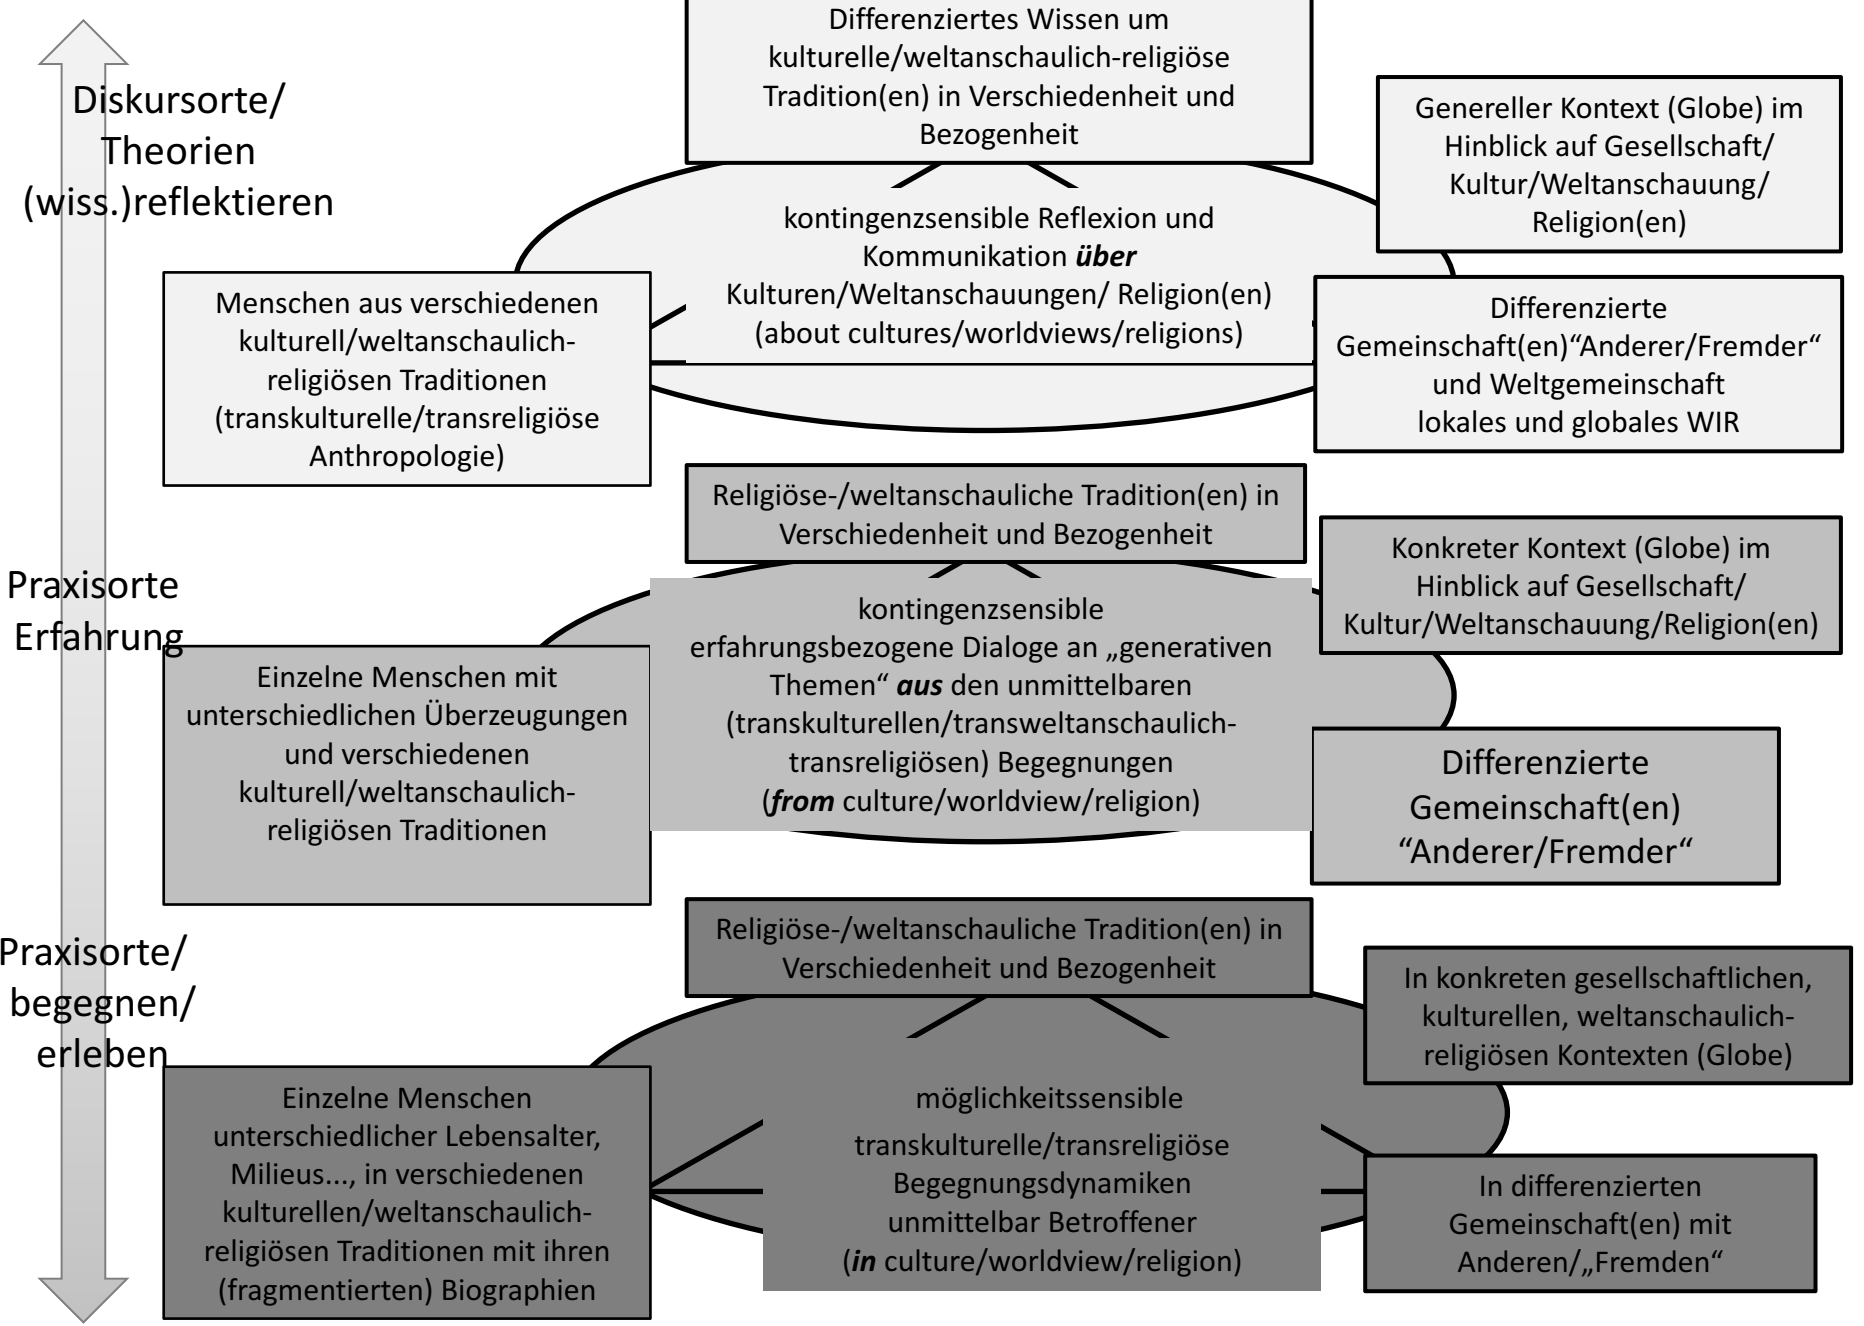 Differenziertes Wissen um
kulturelle/weltanschaulich-religiöse
Tradition(en) in Verschiedenheit und
Bezogenheit
Diskursorte/
Theorien
(wiss.)reflektieren
Genereller Kontext (Globe) im
Hinblick auf Gesellschaft/
Kultur/Weltanschauung/
Religion(en)
kontingenzsensible Reflexion und
Kommunikation über
Kulturen/Weltanschauungen/ Religion(en)
(about cultures/worldviews/religions)
Menschen aus verschiedenen
kulturell/weltanschaulich-
religiösen Traditionen
(transkulturelle/transreligiöse
Anthropologie)
Differenzierte
Gemeinschaft(en)“Anderer/Fremder“
und Weltgemeinschaft
lokales und globales WIR
Religiöse-/weltanschauliche Tradition(en) in
Verschiedenheit und Bezogenheit
Praxisorte
Erfahrung
Konkreter Kontext (Globe) im
Hinblick auf Gesellschaft/
Kultur/Weltanschauung/Religion(en)
kontingenzsensible
erfahrungsbezogene Dialoge an „generativen
Themen“ aus den unmittelbaren
(transkulturellen/transweltanschaulich-
transreligiösen) Begegnungen
(from culture/worldview/religion)
Einzelne Menschen mit
unterschiedlichen Überzeugungen
und verschiedenen
kulturell/weltanschaulich-
religiösen Traditionen
Differenzierte
Gemeinschaft(en)
“Anderer/Fremder“
Religiöse-/weltanschauliche Tradition(en) in
Verschiedenheit und Bezogenheit
Praxisorte/
begegnen/
erleben
In konkreten gesellschaftlichen,
kulturellen, weltanschaulich-
religiösen Kontexten (Globe)
Einzelne Menschen
unterschiedlicher Lebensalter,
Milieus..., in verschiedenen
kulturellen/weltanschaulich-
religiösen Traditionen mit ihren
(fragmentierten) Biographien
möglichkeitssensible
transkulturelle/transreligiöse
Begegnungsdynamiken
unmittelbar Betroffener
(in culture/worldview/religion)
In differenzierten
Gemeinschaft(en) mit
Anderen/„Fremden“